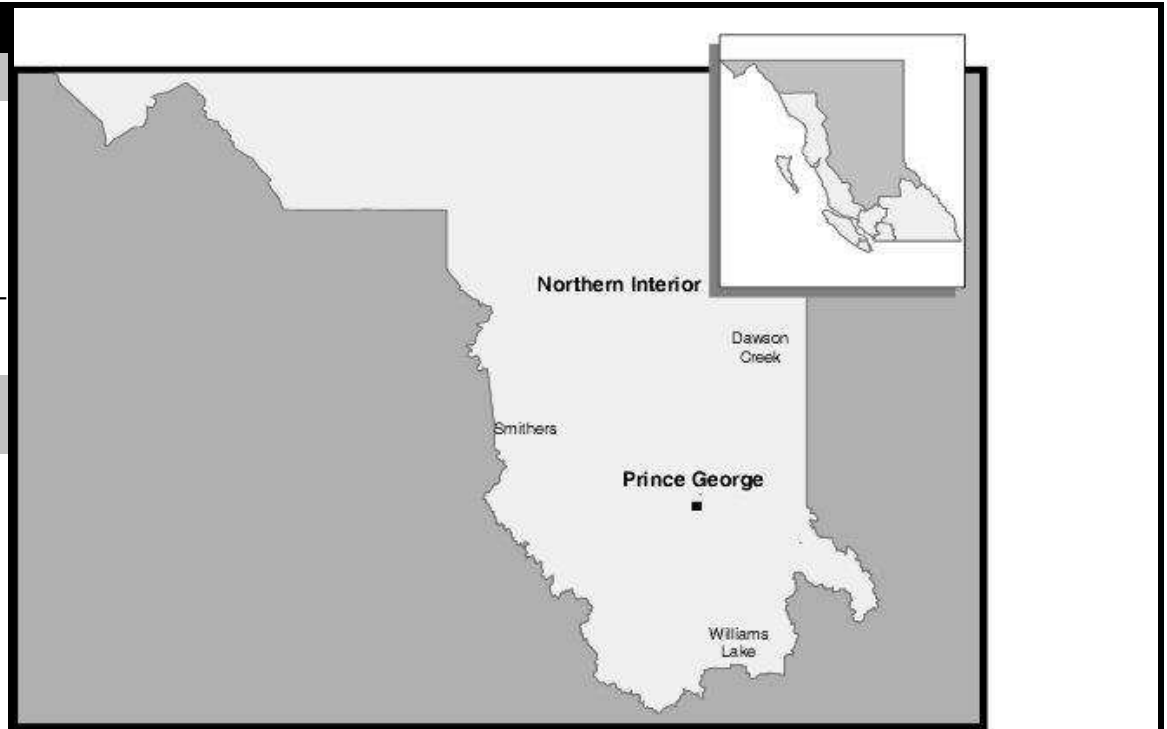 Northern Interior
Dawson
Creek
Smithers
Prince George
Williams
Lake